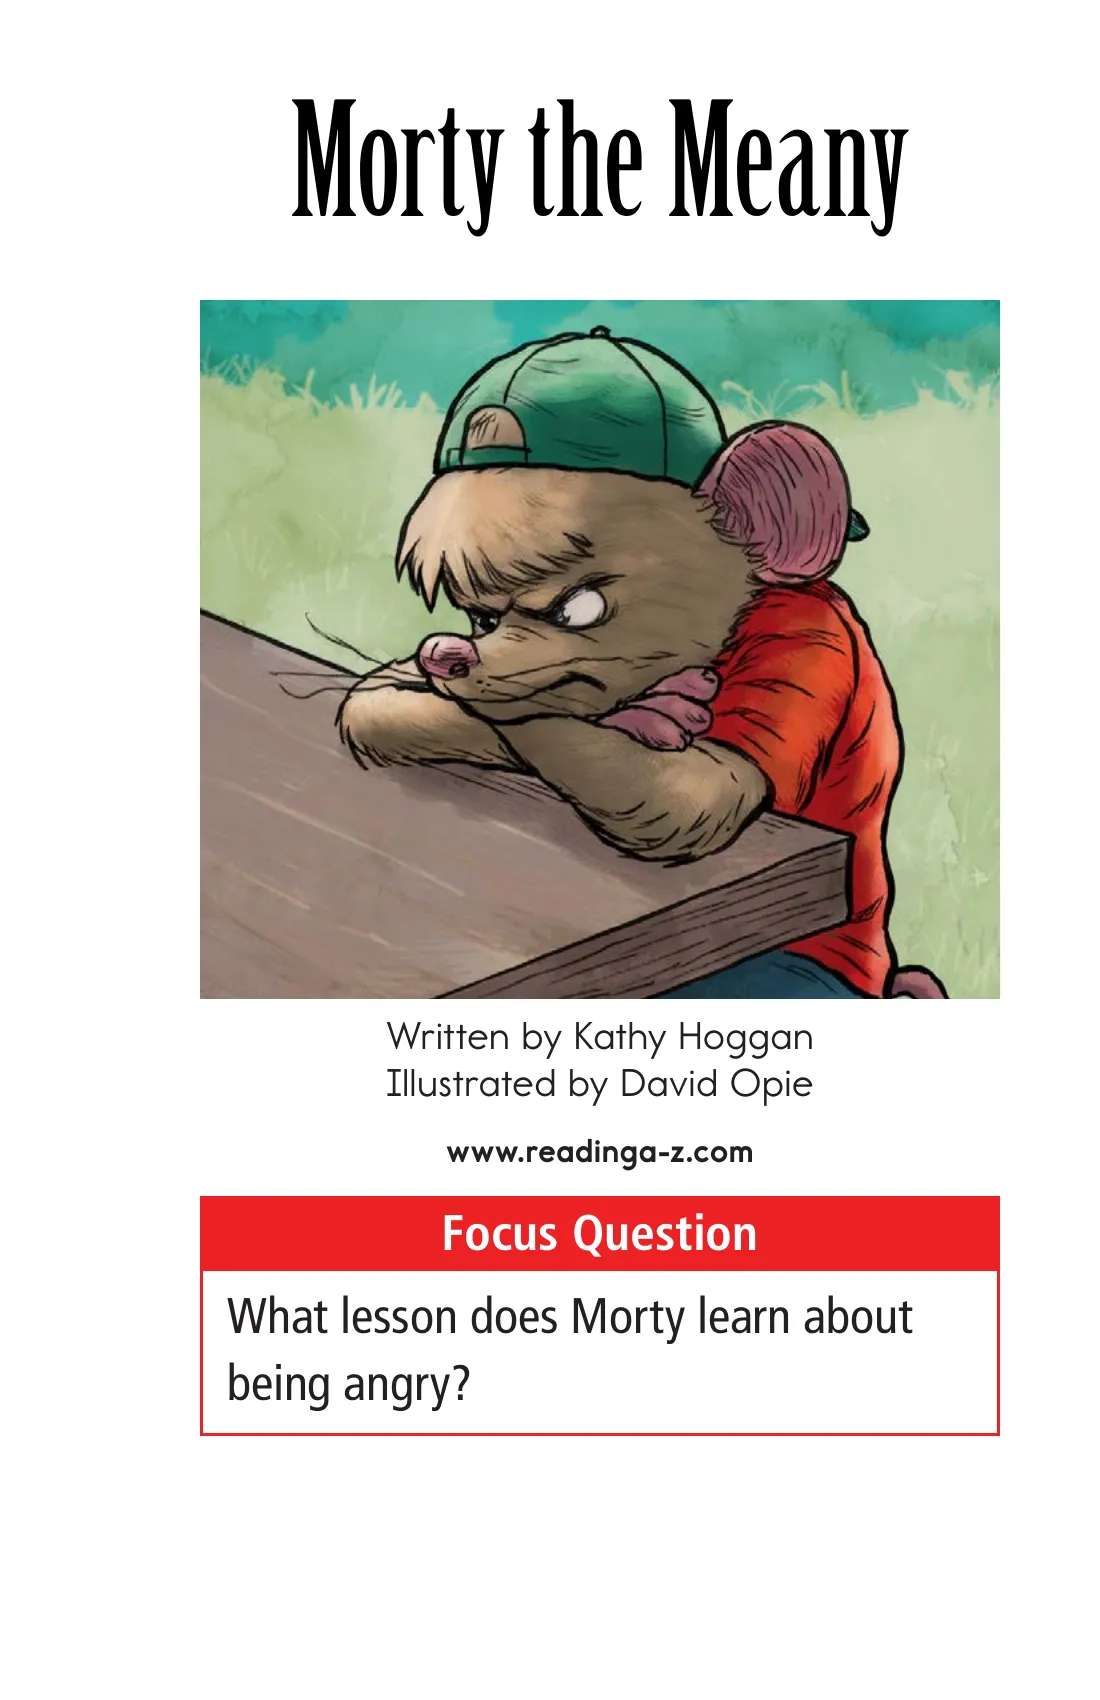 Morty the Meany
Written by Kathy Hoggan
Illustrated by David Opie
www.readinga-z.com
Focus Question
What lesson does Morty learn about
being angry?